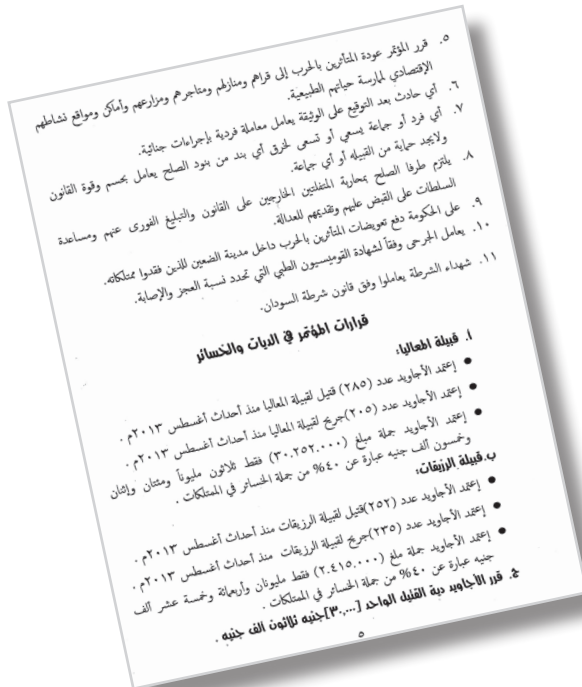 ٥. قرر المؤتمر عودة المتأثرين بالحرب إلى قراهم ومنازلهم ومتاجرهم ومزارعهم وأماكن ومواقع نشاطهم
الإقتصادي لممارسة حياتهم الطبيعية.
٦. أي حادث بعد التوقيع على الوثيقة يعامل معاملة فردية بإجراءات جنائية.
٧. أي فرد أو جماعة يسعي أو تسعى لخرق أي بند من بنود الصلح يعامل بحسم وقوة القانون
ولايجد حماية من القبيله أو أي جماعة.
٨. يلتزم طرفا الصلح بمحاربة المتفلتين الخارجين على القانون والتبليغ الفورى عنهم ومساعدة
السلطات على القبض عليهم وتقديمهم للعدالة.
٩. على الحكومة دفع تعويضات المتأثرين بالحرب داخل مدينة الضعين للذين فقدوا ممتلكاته.
١٠. يعامل الجرحى وفقاً لشهادة القومسيون الطبي التي تحدد نسبة العجز والإصابة.
١١. شهداء الشرطة يعاملوا وفق قانون شرطة السودان.
قرارات المؤتمر في الديات والخسائر
أ. قبيلة المعاليا:
● إعتمد الأجاويد عدد (٢٨٥) قتيل لقبيلة المعاليا منذ أحداث أغسطس ٢٠١٣م.
● إعتمد الأجاويد عدد (٢٠٥)جريح لقبيلة المعاليا منذ أحداث أغسطس ٢٠١٣م.
● إعتمد الأجاويد جملة مبلغ (٣٠.٢٥٢.٠٠٠) فقط ثلاثون مليوناً ومئتان وإثنان
وخمسون ألف جنيه عبارة عن ٤٠% من جملة الخسائر في الممتلكات.
ب.قبيلة الرزيقات:
● إعتمد الأجاويد عدد (٢٥٢)قتيل لقبيلة الرزيقات منذ أحداث أغسطس ٢٠١٣م.
● إعتمد الأجاويد عدد (٢٣٥)جريح لقبيلة الرزيقات منذ أحداث أغسطس ٢٠١٣م.
● إعتمد الأجاويد جملة ملغ (٢.٤١٥.٠٠٠) فقط مليونان وأربعمائة وخمسة عشر ألف
جنيه عبارة عن ٤٠% من جملة الخسائر في الممتلكات.
ج. قرر الأجاويد دية القتيل الواحد [٣٠,٠٠٠]جنيه ثلاثون الف جنيه.
٥